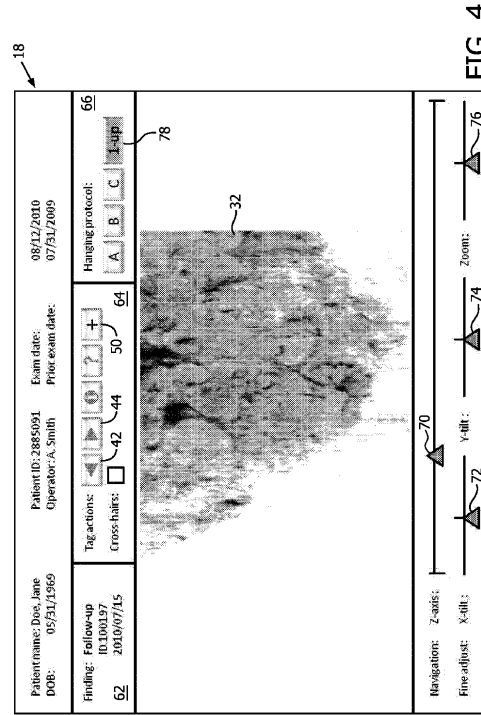 18
Patient name: Doe, Jane
DOB: 05/31/1969
Patient ID: 2885091
Operator: A. Smith
Exam date: 08/12/2010
Prior exam date: 07/31/2009
Finding: Follow-up
ID:100197
2010/07/15
62
Tag actions: ?
+
Cross-hairs:
42
44
50
64
Hanging protocol:
66
A B C 1-up
78
32
70
Navigation: Z-axis:
72
74
76
Fine adjust: X-tilt: Y-tilt: Zoom:
FIG. 4